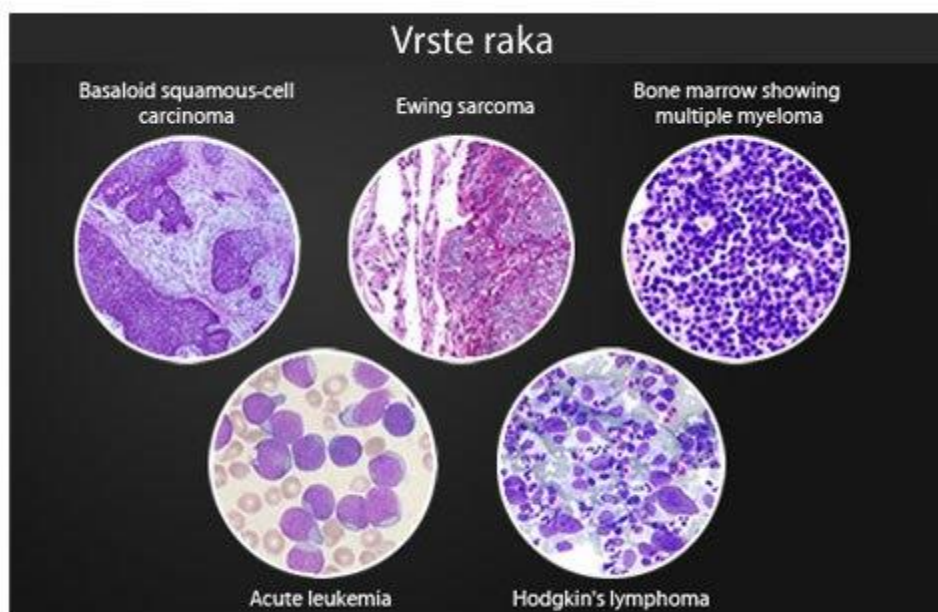 Vrste raka
Basaloid squamous-cell
carcinoma
Ewing sarcoma
Bone marrow showing
multiple myeloma
Acute leukemia
Hodgkin's lymphoma